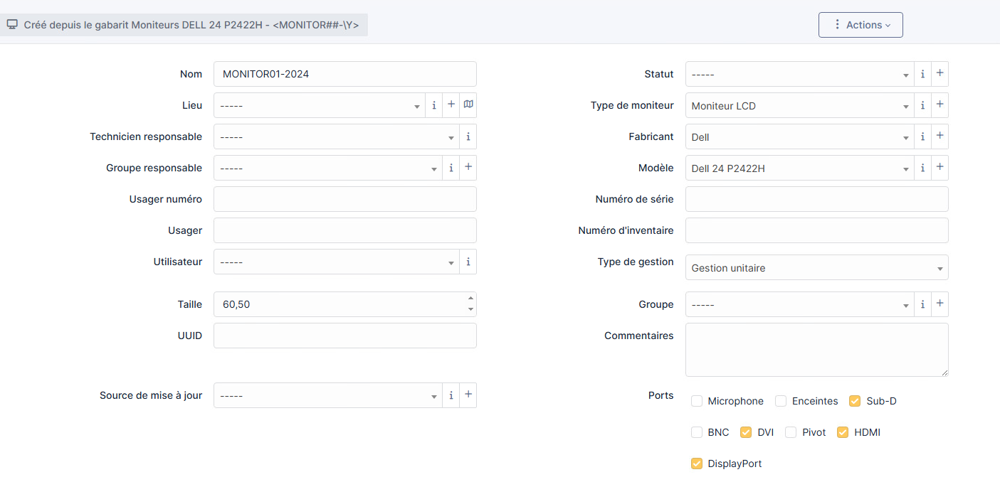 Créé depuis le gabarit Moniteurs DELL 24 P2422H - <MONITOR##-\Y>
Actions
Nom MONITOR01-2024
Statut -----
Lieu -----
Type de moniteur Moniteur LCD
Technicien responsable -----
Fabricant Dell
Groupe responsable -----
Modèle Dell 24 P2422H
Usager numéro
Numéro de série
Usager
Numéro d'inventaire
Utilisateur -----
Type de gestion Gestion unitaire
Taille 60,50
Groupe -----
UUID
Commentaires
Source de mise à jour -----
Ports
Microphone Enceintes Sub-D
BNC DVI Pivot HDMI
DisplayPort